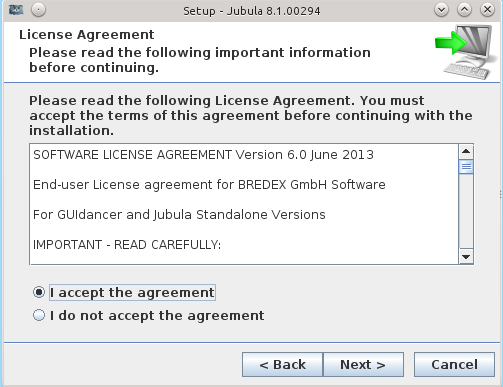 Setup - Jubula 8.1.00294
License Agreement
Please read the following important information
before continuing.
Please read the following License Agreement. You must
accept the terms of this agreement before continuing with the
installation.
SOFTWARE LICENSE AGREEMENT Version 6.0 June 2013
End-user License agreement for BREDEX GmbH Software
For GUIdancer and Jubula Standalone Versions
IMPORTANT - READ CAREFULLY:
I accept the agreement
I do not accept the agreement
< Back Next > Cancel